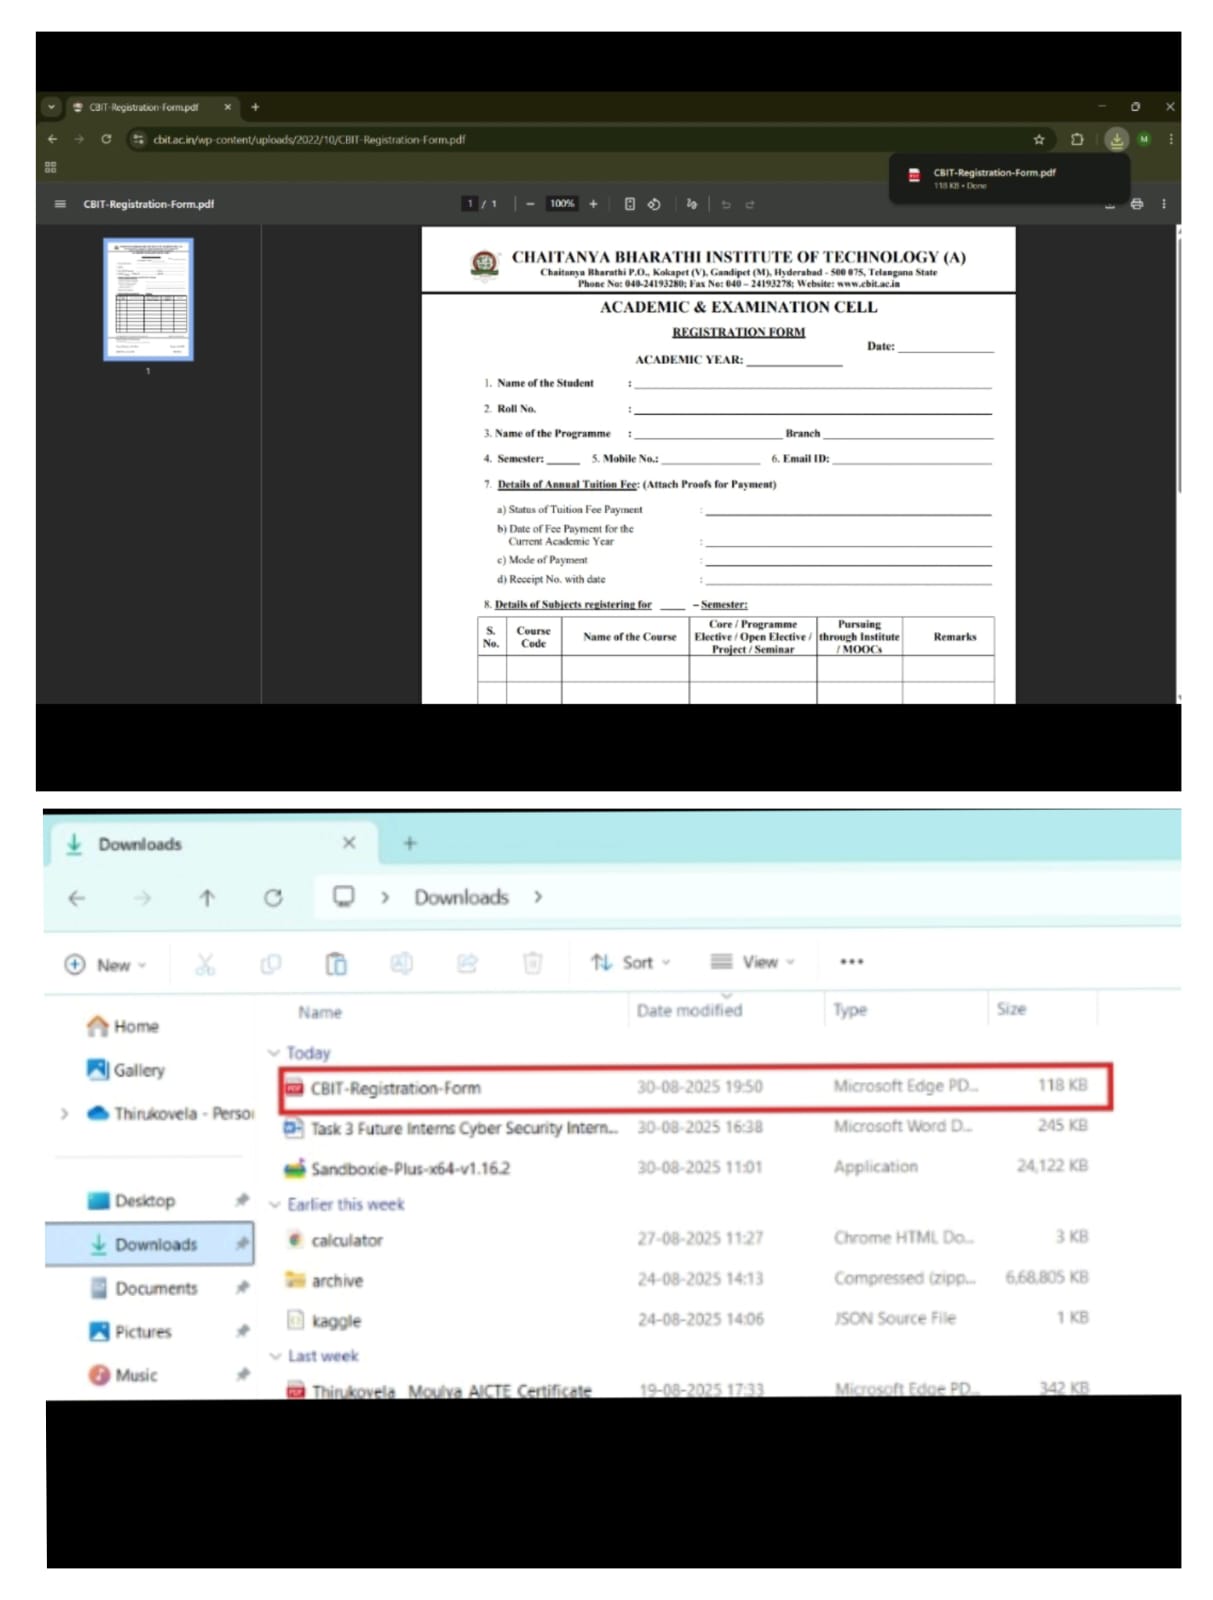 CBIT-Registration-Form.pdf
cbit.ac.in/wp-content/uploads/2022/10/CBIT-Registration-Form.pdf
M
CBIT-Registration-Form.pdf
118 KB • Done
CBIT-Registration-Form.pdf
1 / 1
100%
1
CHAITANYA BHARATHI INSTITUTE OF TECHNOLOGY (A)
Chaitanya Bharathi P.O., Kokapet (V), Gandipet (M), Hyderabad - 500 075, Telangana State
Phone No: 040-24193280; Fax No: 040 – 24193278; Website: www.cbit.ac.in
ACADEMIC & EXAMINATION CELL
REGISTRATION FORM
Date: ____________
ACADEMIC YEAR: ____________
1. Name of the Student :
2. Roll No. :
3. Name of the Programme : ____________ Branch ____________
4. Semester: _____ 5. Mobile No.: ____________ 6. Email ID: ____________
7. Details of Annual Tuition Fee: (Attach Proofs for Payment)
a) Status of Tuition Fee Payment :
b) Date of Fee Payment for the
Current Academic Year :
c) Mode of Payment :
d) Receipt No. with date :
8. Details of Subjects registering for ____ – Semester:
S. No. Course Code Name of the Course Core / Programme Elective / Open Elective / Project / Seminar Pursuing through Institute / MOOCs Remarks
Downloads
Downloads
New Sort View
Name Date modified Type Size
Home
Gallery
Thirukovela - Perso
Desktop
Downloads
Documents
Pictures
Music
Today
CBIT-Registration-Form 30-08-2025 19:50 Microsoft Edge PD... 118 KB
Task 3 Future Interns Cyber Security Intern... 30-08-2025 16:38 Microsoft Word D... 245 KB
Sandboxie-Plus-x64-v1.16.2 30-08-2025 11:01 Application 24,122 KB
Earlier this week
calculator 27-08-2025 11:27 Chrome HTML Do... 3 KB
archive 24-08-2025 14:13 Compressed (zipp... 6,68,805 KB
kaggle 24-08-2025 14:06 JSON Source File 1 KB
Last week
Thirukovela_Moulya AICTE Certificate 19-08-2025 17:33 Microsoft Edge PD... 342 KB